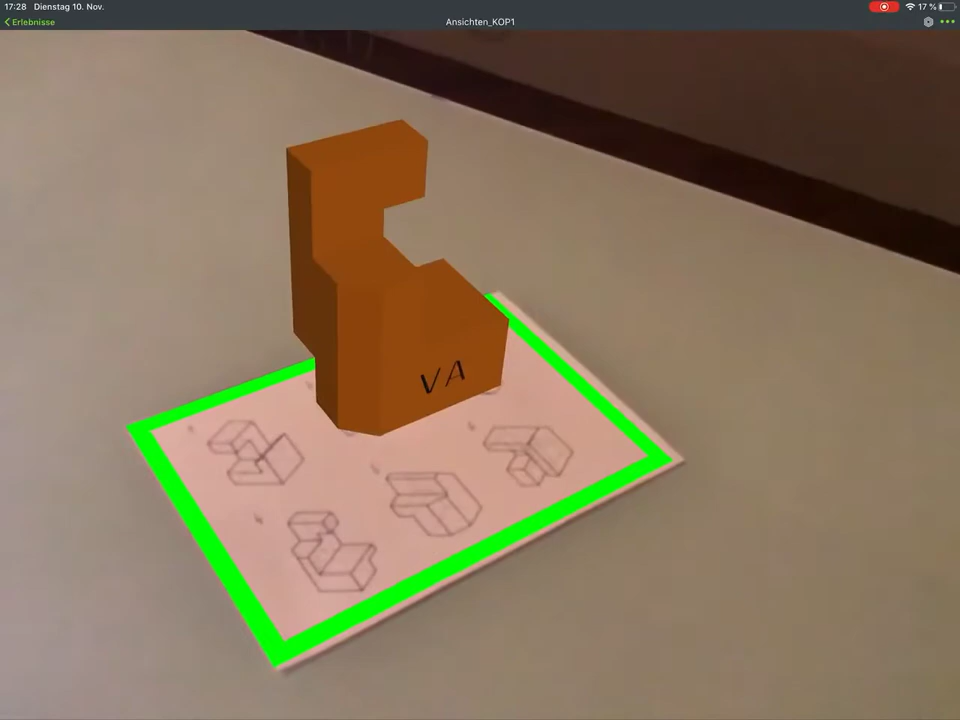 17:28 Dienstag 10. Nov. 17 %
Erlebnisse Ansichten_KOP1
VA